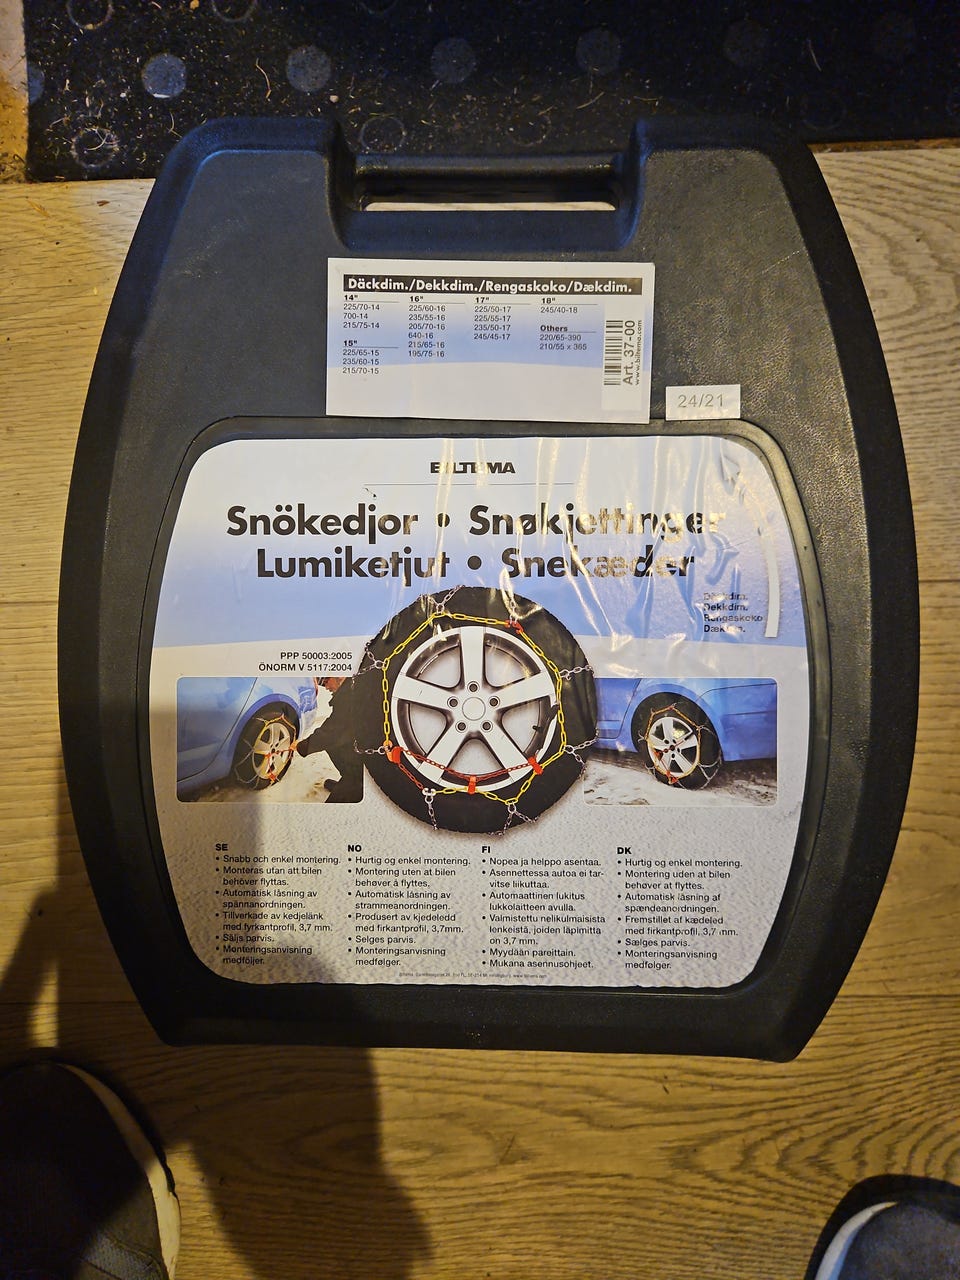 Däckdim./Dekkdim./Rengaskoko/Dækdim.
14"
225/70-14
700-14
215/75-14
15"
225/65-15
235/60-15
215/70-15
16"
225/60-16
235/55-16
205/70-16
640-16
215/65-16
195/75-16
17"
225/50-17
225/55-17
235/50-17
245/45-17
18"
245/40-18
Others
220/65-390
210/55 x 365
Art. 37-00
www.biltema.com
24/21
BILTEMA
Snökedjor • Snøkjettinger
Lumiketjut • Snekæder
Däckdim.
Dekkdim.
Rengaskoko
Dækdim.
PPP 50003:2005
ÖNORM V 5117:2004
SE
• Snabb och enkel montering.
• Monteras utan att bilen
behöver flyttas.
• Automatisk låsning av
spännanordningen.
• Tillverkade av kedjelänk
med fyrkantprofil, 3,7 mm.
• Säljs parvis.
• Monteringsanvisning
medföljer.
NO
• Hurtig og enkel montering.
• Montering uten at bilen
behøver å flyttes.
• Automatisk låsning av
strammeanordningen.
• Produsert av kjedeledd
med firkantprofil, 3,7mm.
• Selges parvis.
• Monteringsanvisning
medfølger.
FI
• Nopea ja helppo asentaa.
• Asennettessa autoa ei tar-
vitse liikuttaa.
• Automaattinen lukitus
lukkolaitteen avulla.
• Valmistettu nelikulmaisista
lenkeistä, joiden läpimitta
on 3,7 mm.
• Myydään pareittain.
• Mukana asennusohjeet.
DK
• Hurtig og enkel montering.
• Montering uden at bilen
behøver at flyttes.
• Automatisk låsning af
spændeanordningen.
• Fremstillet af kædeled
med firkantprofil, 3,7 mm.
• Sælges parvis.
• Monteringsanvisning
medfølger.